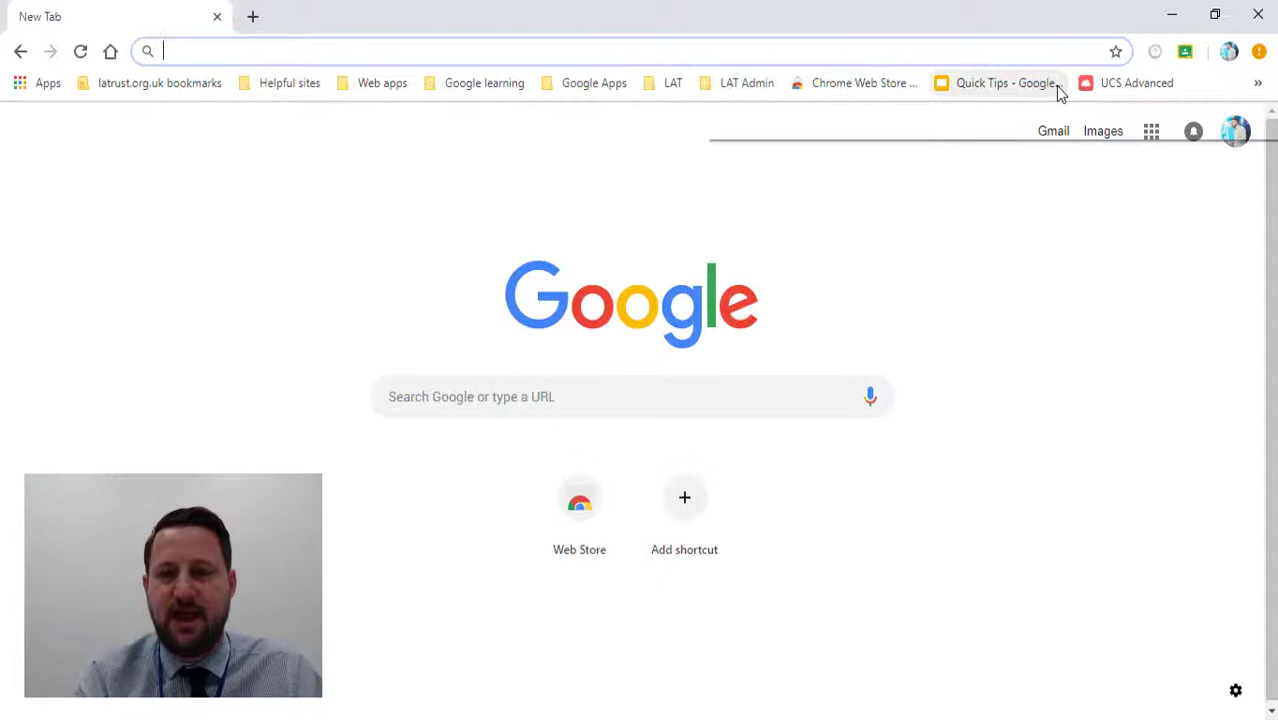 New Tab
Apps latrust.org.uk bookmarks Helpful sites Web apps Google learning Google Apps LAT LAT Admin Chrome Web Store ... Quick Tips - Google... UCS Advanced »
Gmail Images
Google
Search Google or type a URL
Web Store Add shortcut